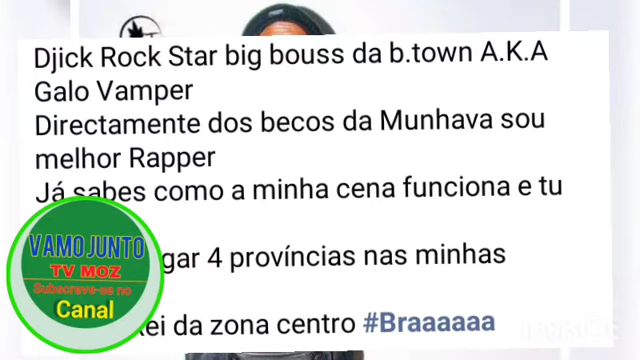 Djick Rock Star big bouss da b.town A.K.A
Galo Vamper
Directamente dos becos da Munhava sou
melhor Rapper
Já sabes como a minha cena funciona e tu
gar 4 províncias nas minhas
Rei da zona centro #Braaaaaa
VAMO JUNTO
TV MOZ
Subscreve-se no
Canal